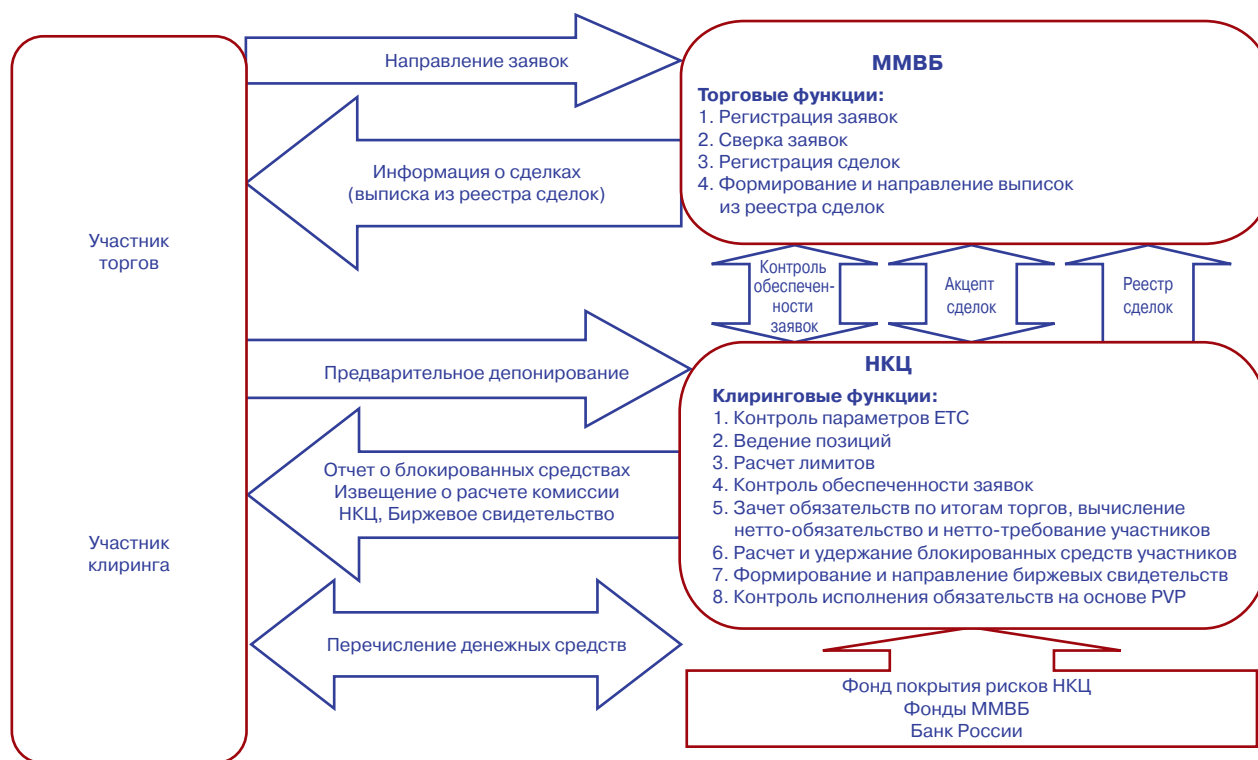 Участник
торгов
Участник
клиринга
Направление заявок
Информация о сделках
(выписка из реестра сделок)
ММВБ
Торговые функции:
1. Регистрация заявок
2. Сверка заявок
3. Регистрация сделок
4. Формирование и направление выписок
из реестра сделок
Контроль
обеспечен-
ности
заявок
Акцепт
сделок
Реестр
сделок
Предварительное депонирование
Отчет о блокированных средствах
Извещение о расчете комиссии
НКЦ, Биржевое свидетельство
Перечисление денежных средств
НКЦ
Клиринговые функции:
1. Контроль параметров ЕТС
2. Ведение позиций
3. Расчет лимитов
4. Контроль обеспеченности заявок
5. Зачет обязательств по итогам торгов, вычисление
нетто-обязательство и нетто-требование участников
6. Расчет и удержание блокированных средств участников
7. Формирование и направление биржевых свидетельств
8. Контроль исполнения обязательств на основе PVP
Фонд покрытия рисков НКЦ
Фонды ММВБ
Банк России